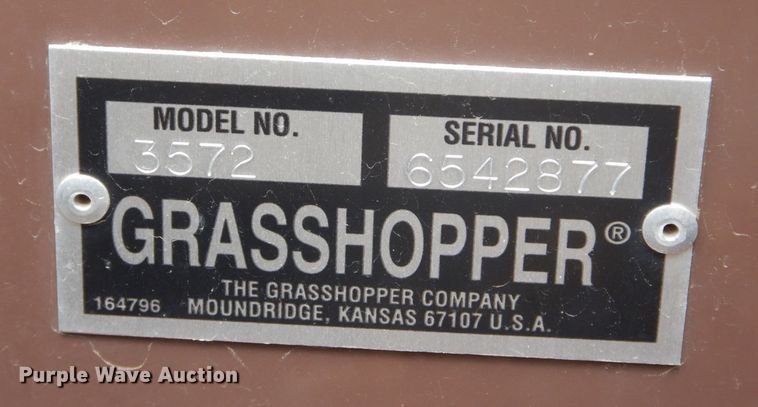 MODEL NO.
3572
SERIAL NO.
6542877
GRASSHOPPER®
THE GRASSHOPPER COMPANY
164796 MOUNDRIDGE, KANSAS 67107 U.S.A.
Purple Wave Auction